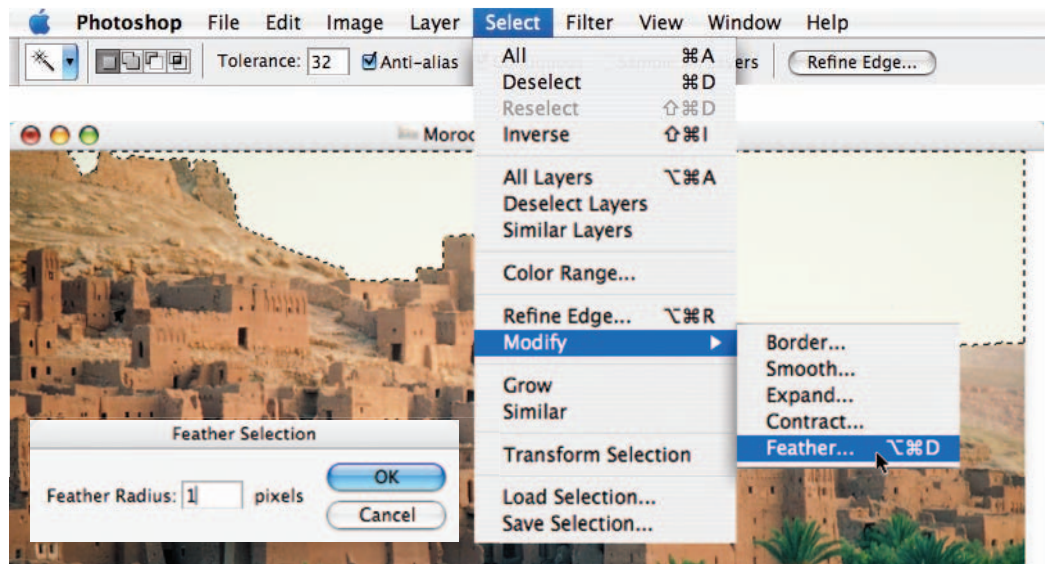 Photoshop File Edit Image Layer Select Filter View Window Help
Tolerance: 32 Anti-alias ers Refine Edge...
Moroc
All ⌘A
Deselect ⌘D
Reselect ⇧⌘D
Inverse ⇧⌘I
All Layers ⌥⌘A
Deselect Layers
Similar Layers
Color Range...
Refine Edge... ⌥⌘R
Modify
Grow
Similar
Transform Selection
Load Selection...
Save Selection...
Border...
Smooth...
Expand...
Contract...
Feather... ⌥⌘D
Feather Selection
Feather Radius: 1 pixels
OK
Cancel